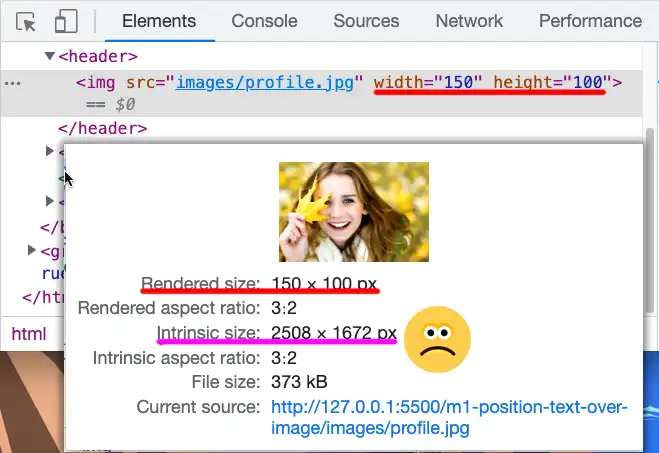 Elements Console Sources Network Performance
<header>
<img src="images/profile.jpg" width="150" height="100">
== $0
</header>
Rendered size: 150 × 100 px
Rendered aspect ratio: 3:2
Intrinsic size: 2508 × 1672 px
Intrinsic aspect ratio: 3:2
File size: 373 kB
Current source: http://127.0.0.1:5500/m1-position-text-over-
image/images/profile.jpg
</b
<gr
rue
</ht
html